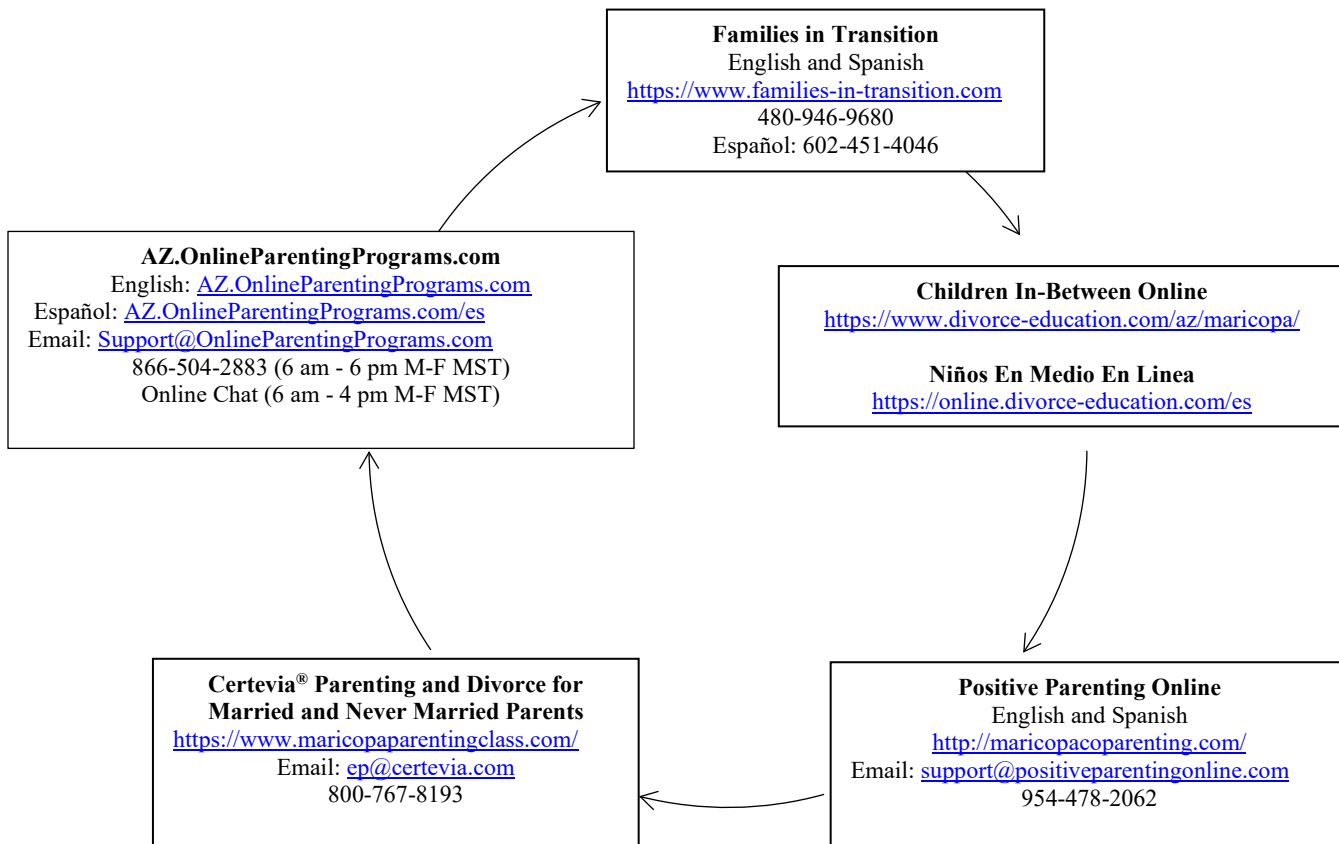 Families in Transition
English and Spanish
https://www.families-in-transition.com
480-946-9680
Español: 602-451-4046
Children In-Between Online
https://www.divorce-education.com/az/maricopa/
Niños En Medio En Linea
https://online.divorce-education.com/es
Positive Parenting Online
English and Spanish
http://maricopacoparenting.com/
Email: support@positiveparentingonline.com
954-478-2062
Certevia® Parenting and Divorce for
Married and Never Married Parents
https://www.maricopaparentingclass.com/
Email: ep@certevia.com
800-767-8193
AZ.OnlineParentingPrograms.com
English: AZ.OnlineParentingPrograms.com
Español: AZ.OnlineParentingPrograms.com/es
Email: Support@OnlineParentingPrograms.com
866-504-2883 (6 am - 6 pm M-F MST)
Online Chat (6 am - 4 pm M-F MST)